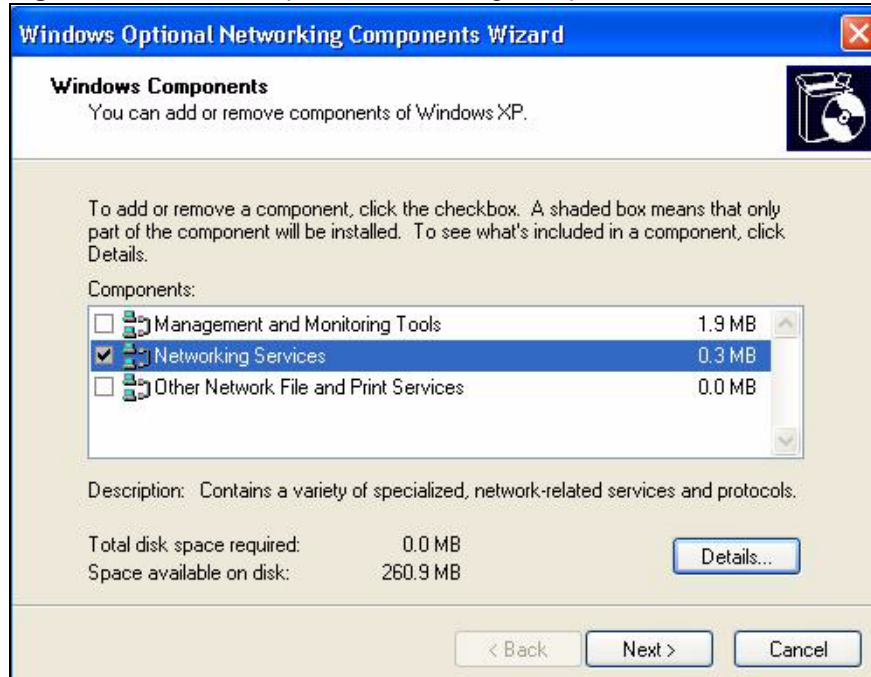 Windows Optional Networking Components Wizard
Windows Components
You can add or remove components of Windows XP.
To add or remove a component, click the checkbox. A shaded box means that only
part of the component will be installed. To see what's included in a component, click
Details.
Components:
Management and Monitoring Tools 1.9 MB
Networking Services 0.3 MB
Other Network File and Print Services 0.0 MB
Description: Contains a variety of specialized, network-related services and protocols.
Total disk space required: 0.0 MB
Space available on disk: 260.9 MB
Details...
< Back Next > Cancel